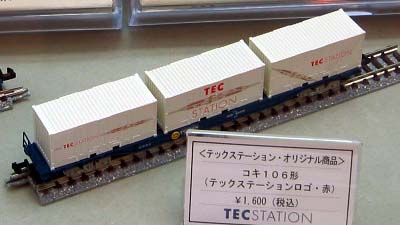 TEC
STATION
TEC STATION
<テックステーション・オリジナル商品>
コキ106形
(テックステーションロゴ・赤)
¥1,600(税込)
TECSTATION